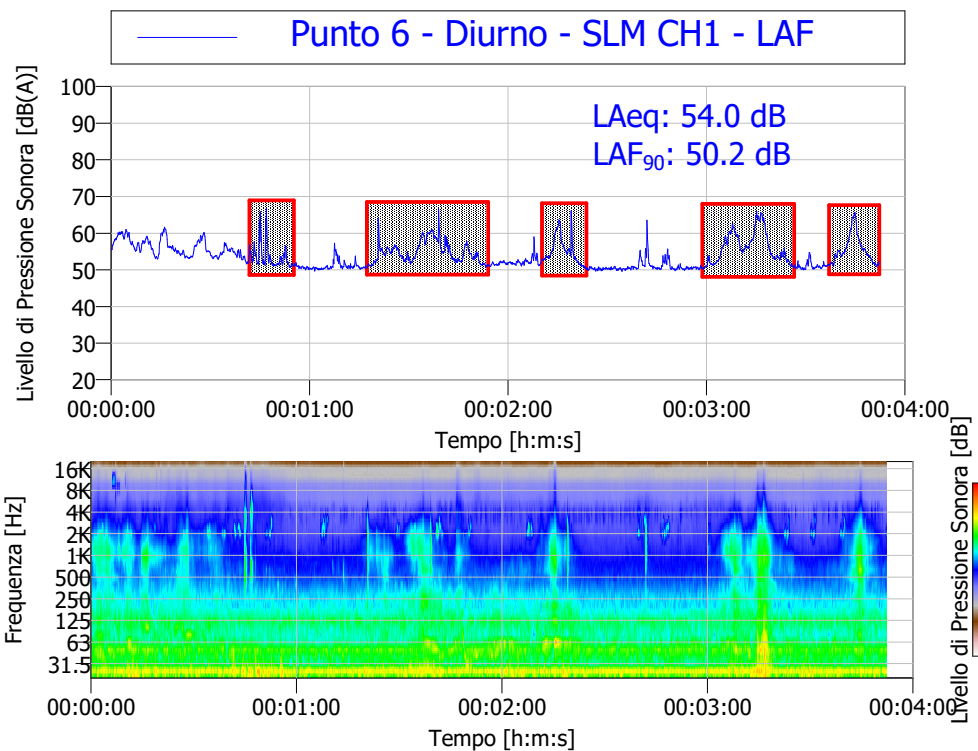 Punto 6 - Diurno - SLM CH1 - LAF
Livello di Pressione Sonora [dB(A)]
100
90
80
70
60
50
40
30
20
LAeq: 54.0 dB
LAF90: 50.2 dB
00:00:00 00:01:00 00:02:00 00:03:00 00:04:00
Tempo [h:m:s]
Frequenza [Hz]
16K
8K
4K
2K
1K
500
250
125
63
31.5
00:00:00 00:01:00 00:02:00 00:03:00 00:04:00
Tempo [h:m:s]
Livello di Pressione Sonora [dB]